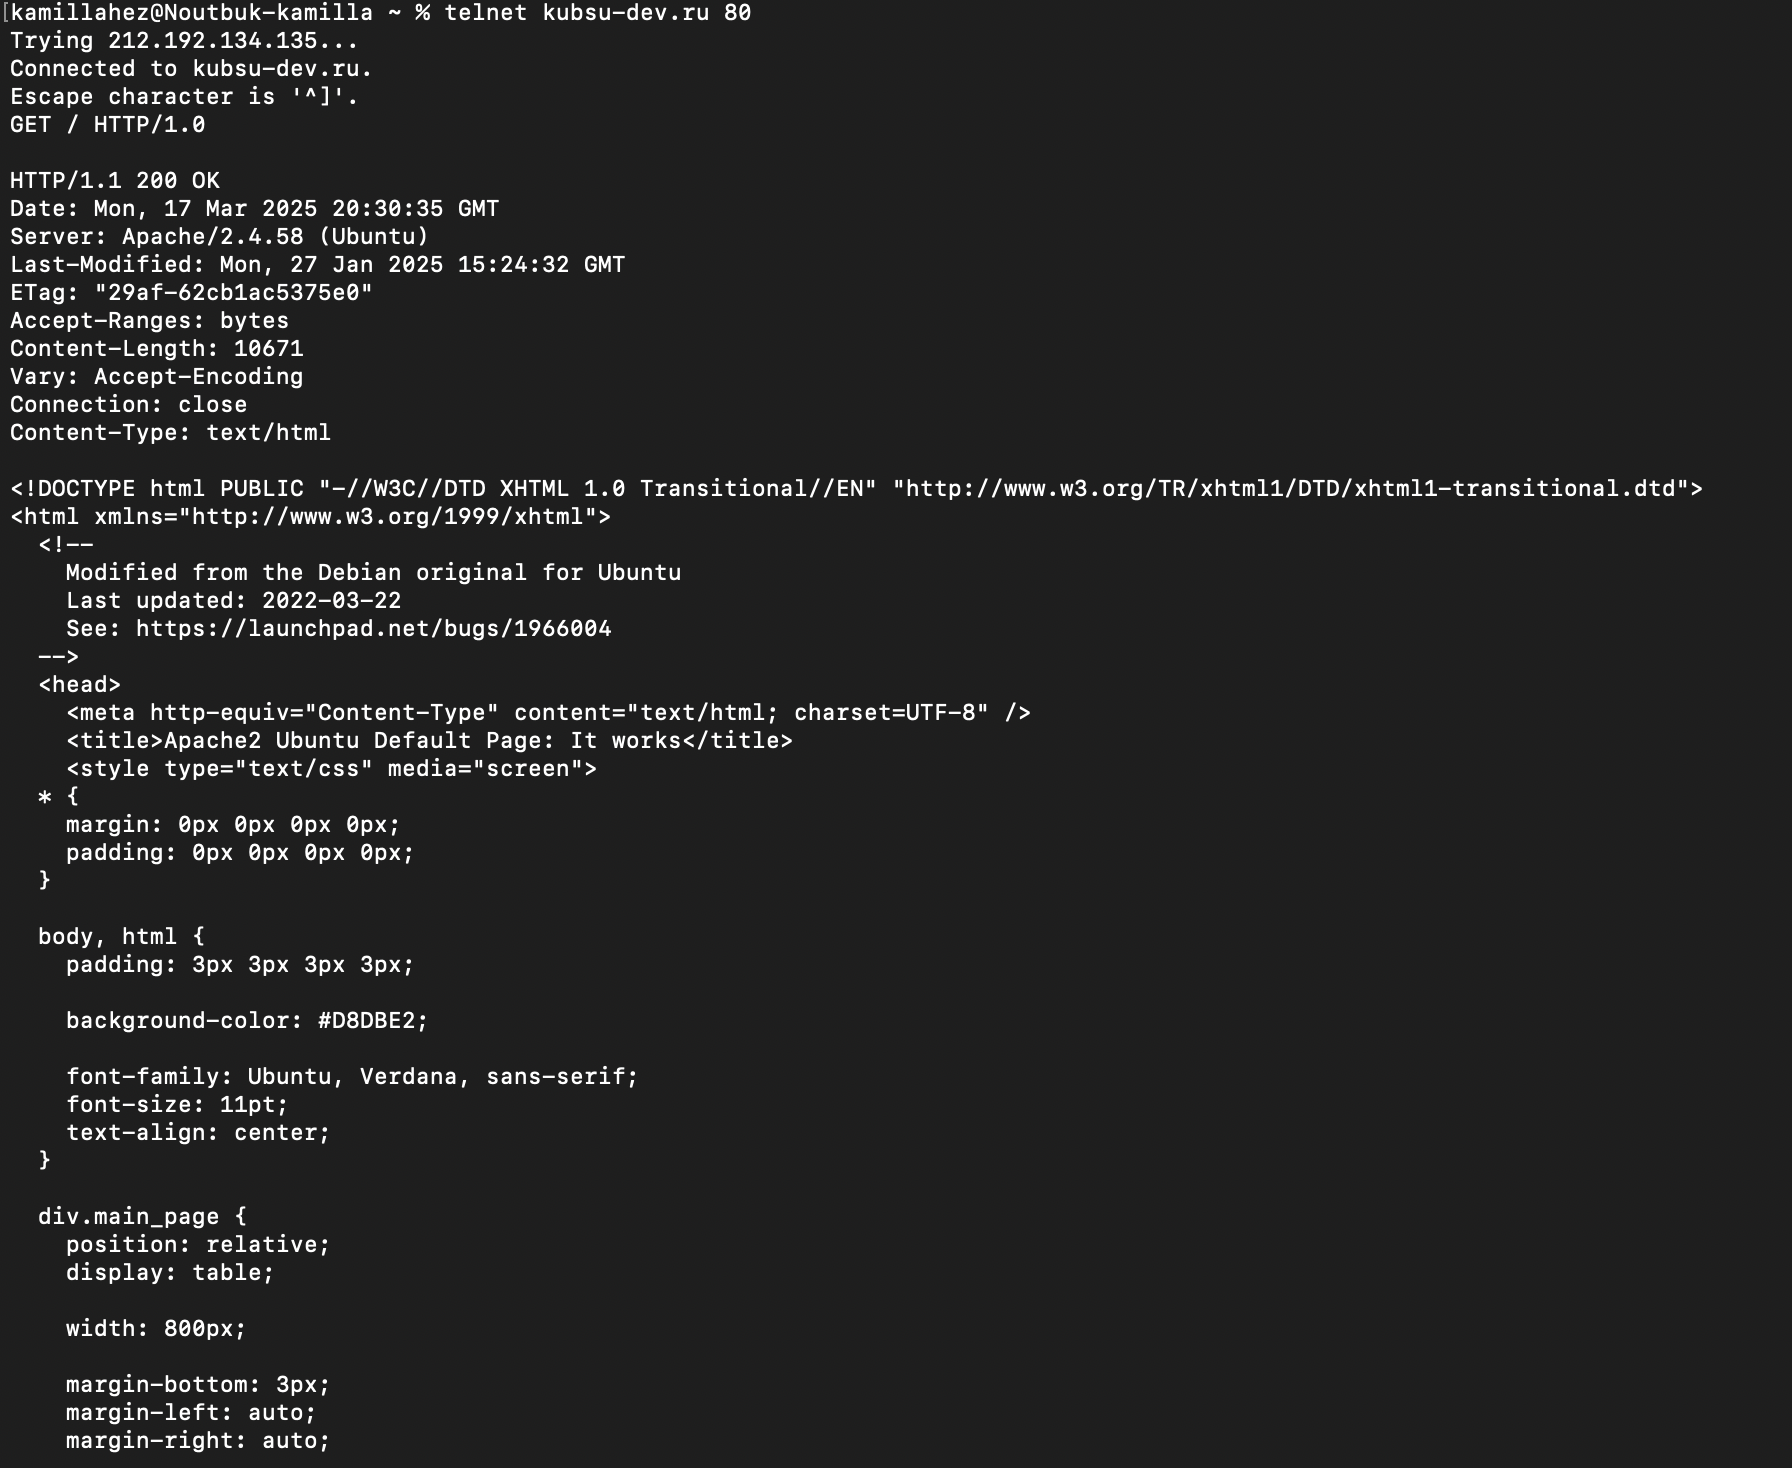 [kamillahez@Noutbuk-kamilla ~ % telnet kubsu-dev.ru 80
Trying 212.192.134.135...
Connected to kubsu-dev.ru.
Escape character is '^]'.
GET / HTTP/1.0

HTTP/1.1 200 OK
Date: Mon, 17 Mar 2025 20:30:35 GMT
Server: Apache/2.4.58 (Ubuntu)
Last-Modified: Mon, 27 Jan 2025 15:24:32 GMT
ETag: "29af-62cb1ac5375e0"
Accept-Ranges: bytes
Content-Length: 10671
Vary: Accept-Encoding
Connection: close
Content-Type: text/html

<!DOCTYPE html PUBLIC "-//W3C//DTD XHTML 1.0 Transitional//EN" "http://www.w3.org/TR/xhtml1/DTD/xhtml1-transitional.dtd">
<html xmlns="http://www.w3.org/1999/xhtml">
  <!--
    Modified from the Debian original for Ubuntu
    Last updated: 2022-03-22
    See: https://launchpad.net/bugs/1966004
  -->
  <head>
    <meta http-equiv="Content-Type" content="text/html; charset=UTF-8" />
    <title>Apache2 Ubuntu Default Page: It works</title>
    <style type="text/css" media="screen">
  * {
    margin: 0px 0px 0px 0px;
    padding: 0px 0px 0px 0px;
  }

  body, html {
    padding: 3px 3px 3px 3px;

    background-color: #D8DBE2;

    font-family: Ubuntu, Verdana, sans-serif;
    font-size: 11pt;
    text-align: center;
  }

  div.main_page {
    position: relative;
    display: table;

    width: 800px;

    margin-bottom: 3px;
    margin-left: auto;
    margin-right: auto;